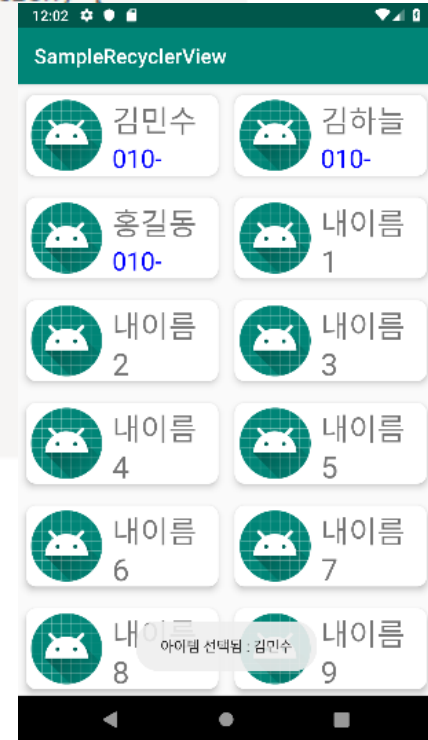 12:02
SampleRecyclerView
김민수
010-
김하늘
010-
홍길동
010-
내이름
1
내이름
2
내이름
3
내이름
4
내이름
5
내이름
6
내이름
7
내이름
8
내이름
9
아이템 선택됨 : 김민수